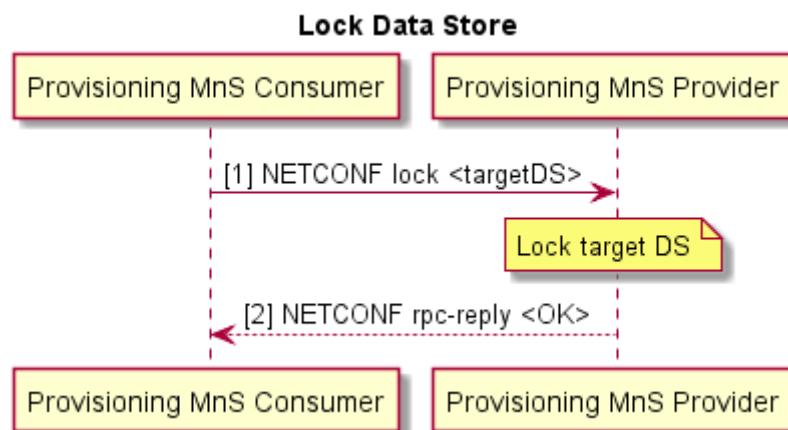 Lock Data Store
Provisioning MnS Consumer
Provisioning MnS Provider
[1] NETCONF lock <targetDS>
Lock target DS
[2] NETCONF rpc-reply <OK>
Provisioning MnS Consumer
Provisioning MnS Provider